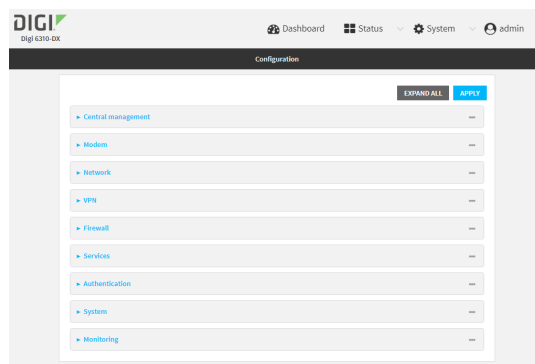 DIGI
Digi 6310-DX
Dashboard Status System admin
Configuration
EXPAND ALL APPLY
Central management
Modem
Network
VPN
Firewall
Services
Authentication
System
Monitoring